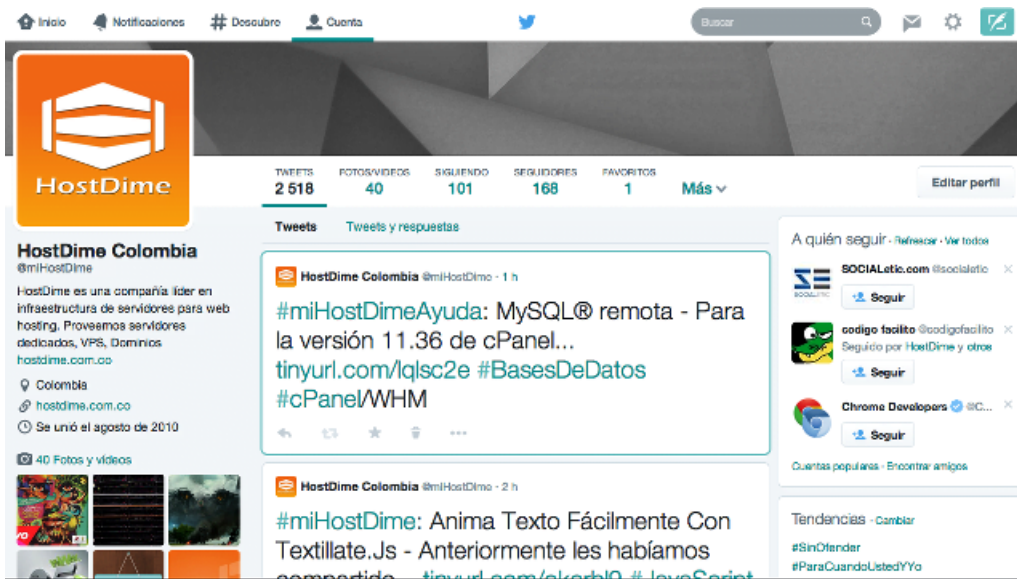 Inicio Notificaciones Descubre Cuenta Buscar
HostDime
TWEETS FOTOS/VIDEOS SIGUIENDO SEGUIDORES FAVORITOS
2 518 40 101 168 1 Más
Editar perfil
Tweets Tweets y respuestas
HostDime Colombia
@miHostDime
HostDime es una compañía líder en
infraestructura de servidores para web
hosting. Proveemos servidores
dedicados, VPS, Dominios
hostdime.com.co
Colombia
hostdime.com.co
Se unió el agosto de 2010
40 Fotos y vídeos
HostDime Colombia @miHostDime · 1 h
#miHostDimeAyuda: MySQL® remota - Para
la versión 11.36 de cPanel...
tinyurl.com/lqlsc2e #BasesDeDatos
#cPanel/WHM
HostDime Colombia @miHostDime · 2 h
#miHostDime: Anima Texto Fácilmente Con
Textillate.Js - Anteriormente les habíamos
A quién seguir · Refrescar · Ver todos
SOCIALetic.com @socialetic
Seguir
codigo facilito @codigofacilito
Seguido por HostDime y otros
Seguir
Chrome Developers @C...
Seguir
Cuentas populares · Encontrar amigos
Tendencias · Cambiar
#SinOfender
#ParaCuandoUstedYYo